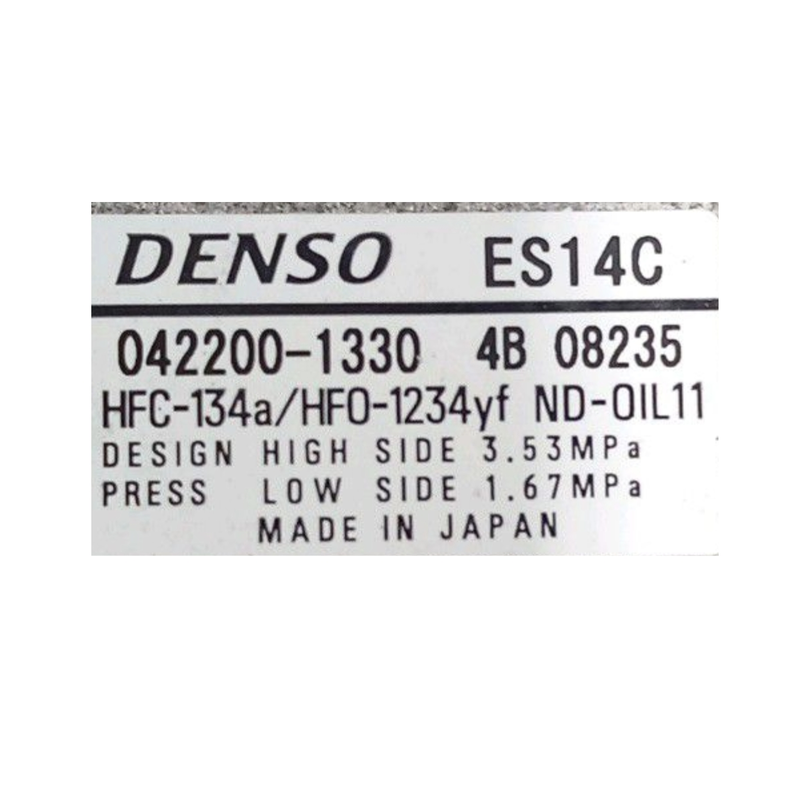 DENSO ES14C
042200-1330 4B 08235
HFC-134a/HFO-1234yf ND-OIL11
DESIGN HIGH SIDE 3.53MPa
PRESS LOW SIDE 1.67MPa
MADE IN JAPAN